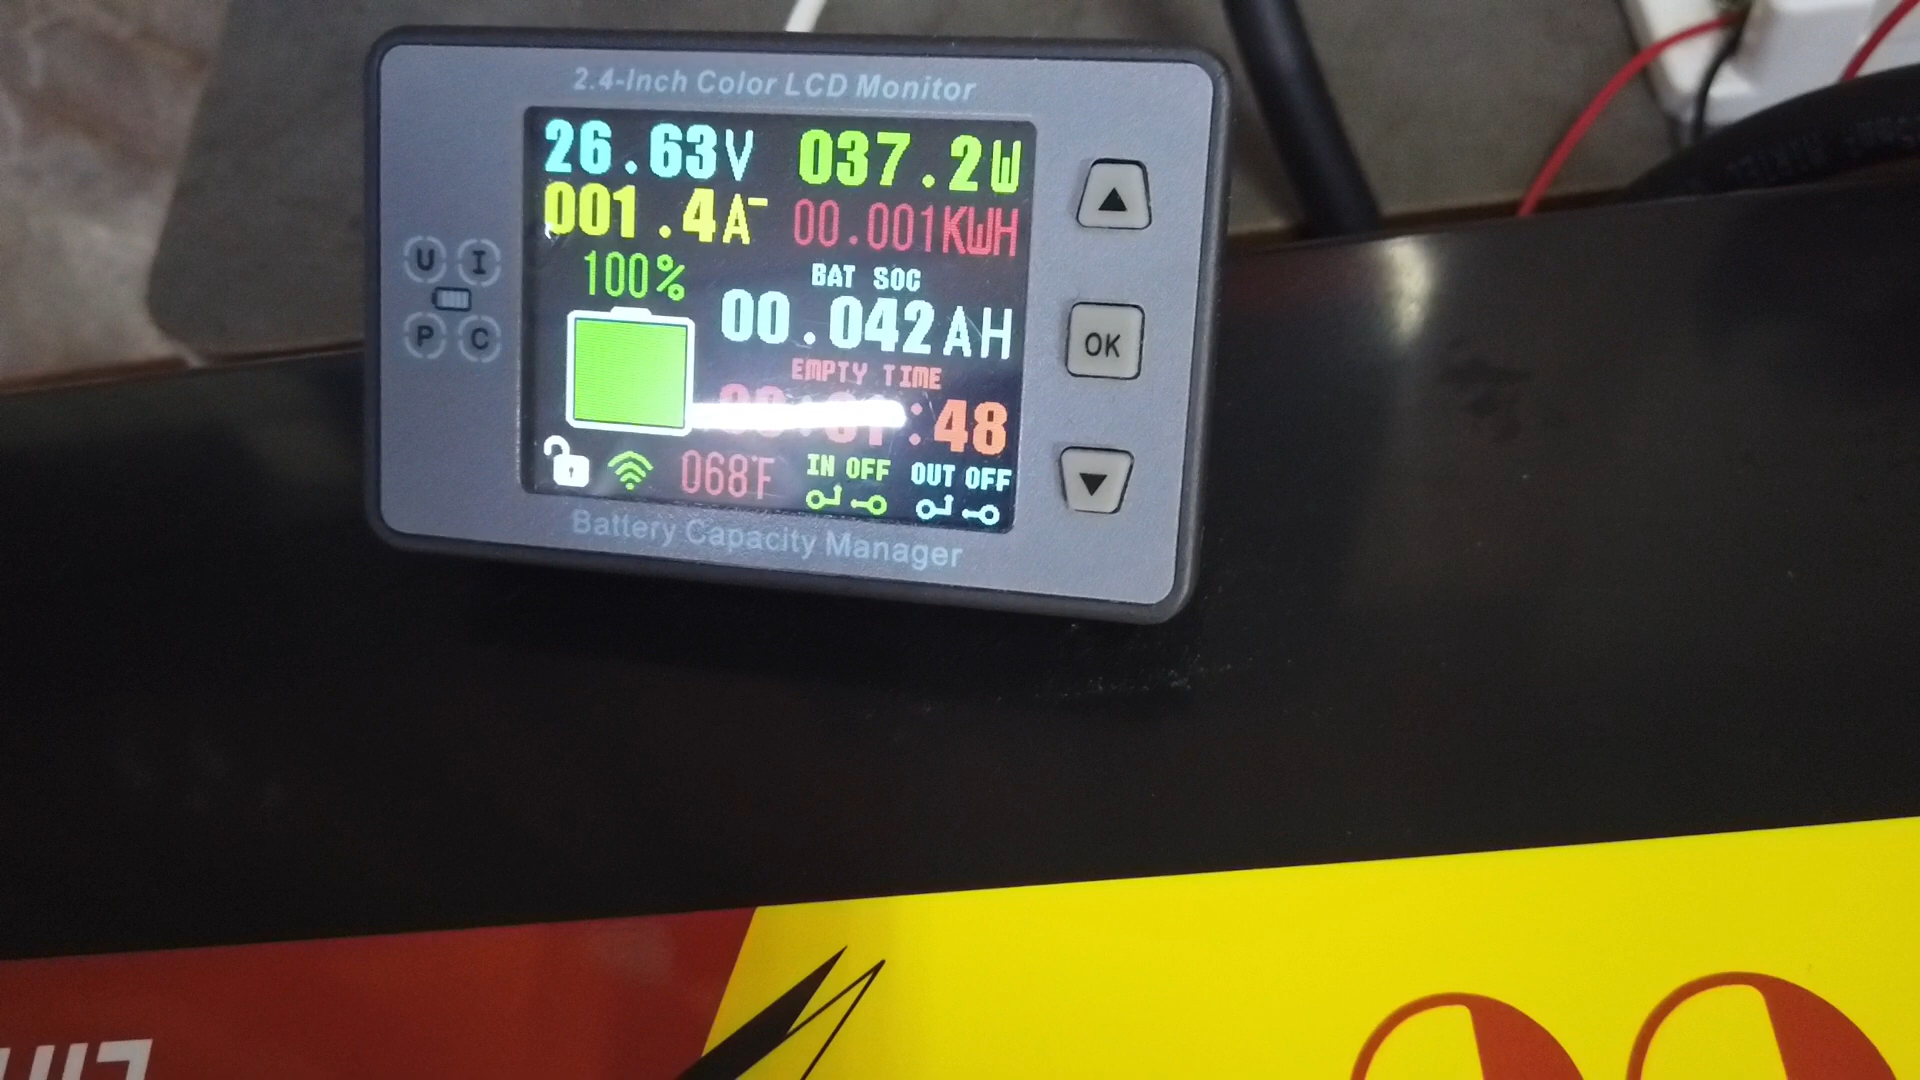 2.4-Inch Color LCD Monitor
26.63V 037.2W
001.4A- 00.001KWH
100% BAT SOC
00.042AH
EMPTY TIME
:48
068°F IN OFF OUT OFF
Battery Capacity Manager
U I
P C
OK